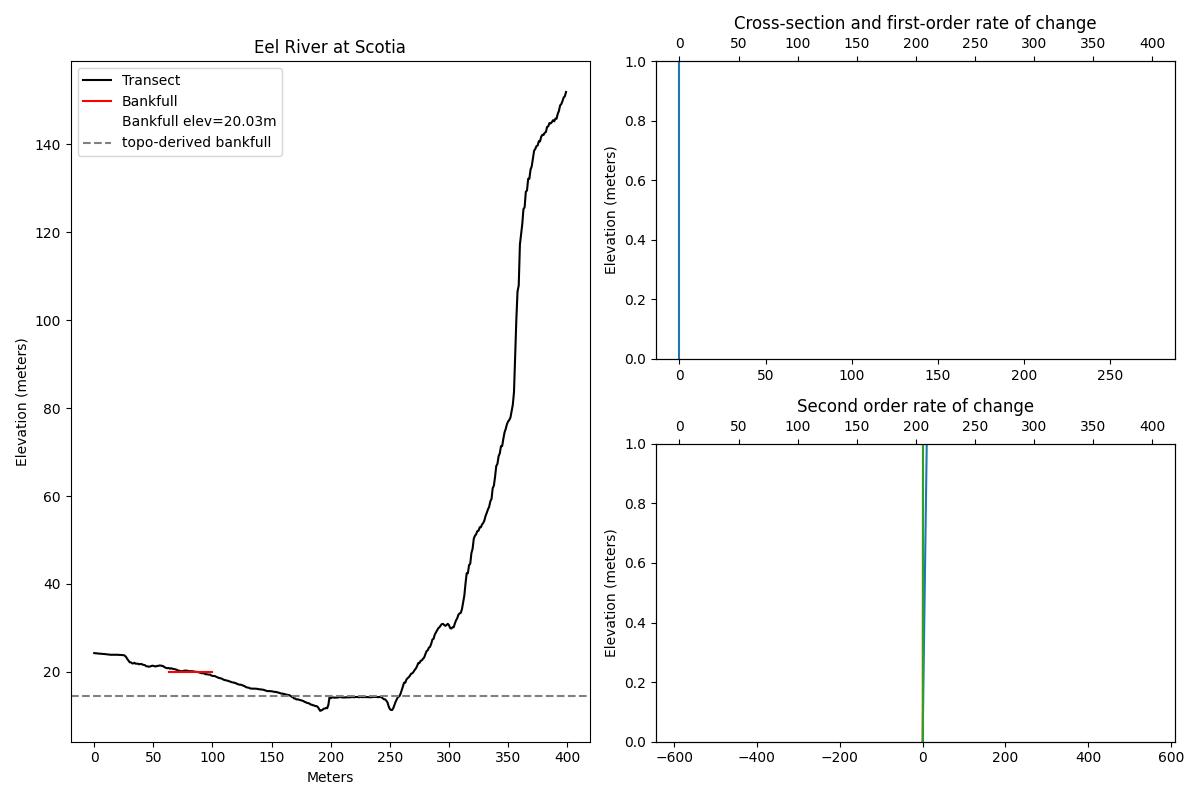 Eel River at Scotia
Transect
Bankfull
Bankfull elev=20.03m
topo-derived bankfull
Elevation (meters)
140
120
100
80
60
40
20
0 50 100 150 200 250 300 350 400
Meters
Cross-section and first-order rate of change
0 50 100 150 200 250 300 350 400
Elevation (meters)
1.0
0.8
0.6
0.4
0.2
0.0
0 50 100 150 200 250
Second order rate of change
0 50 100 150 200 250 300 350 400
Elevation (meters)
1.0
0.8
0.6
0.4
0.2
0.0
−600 −400 −200 0 200 400 600